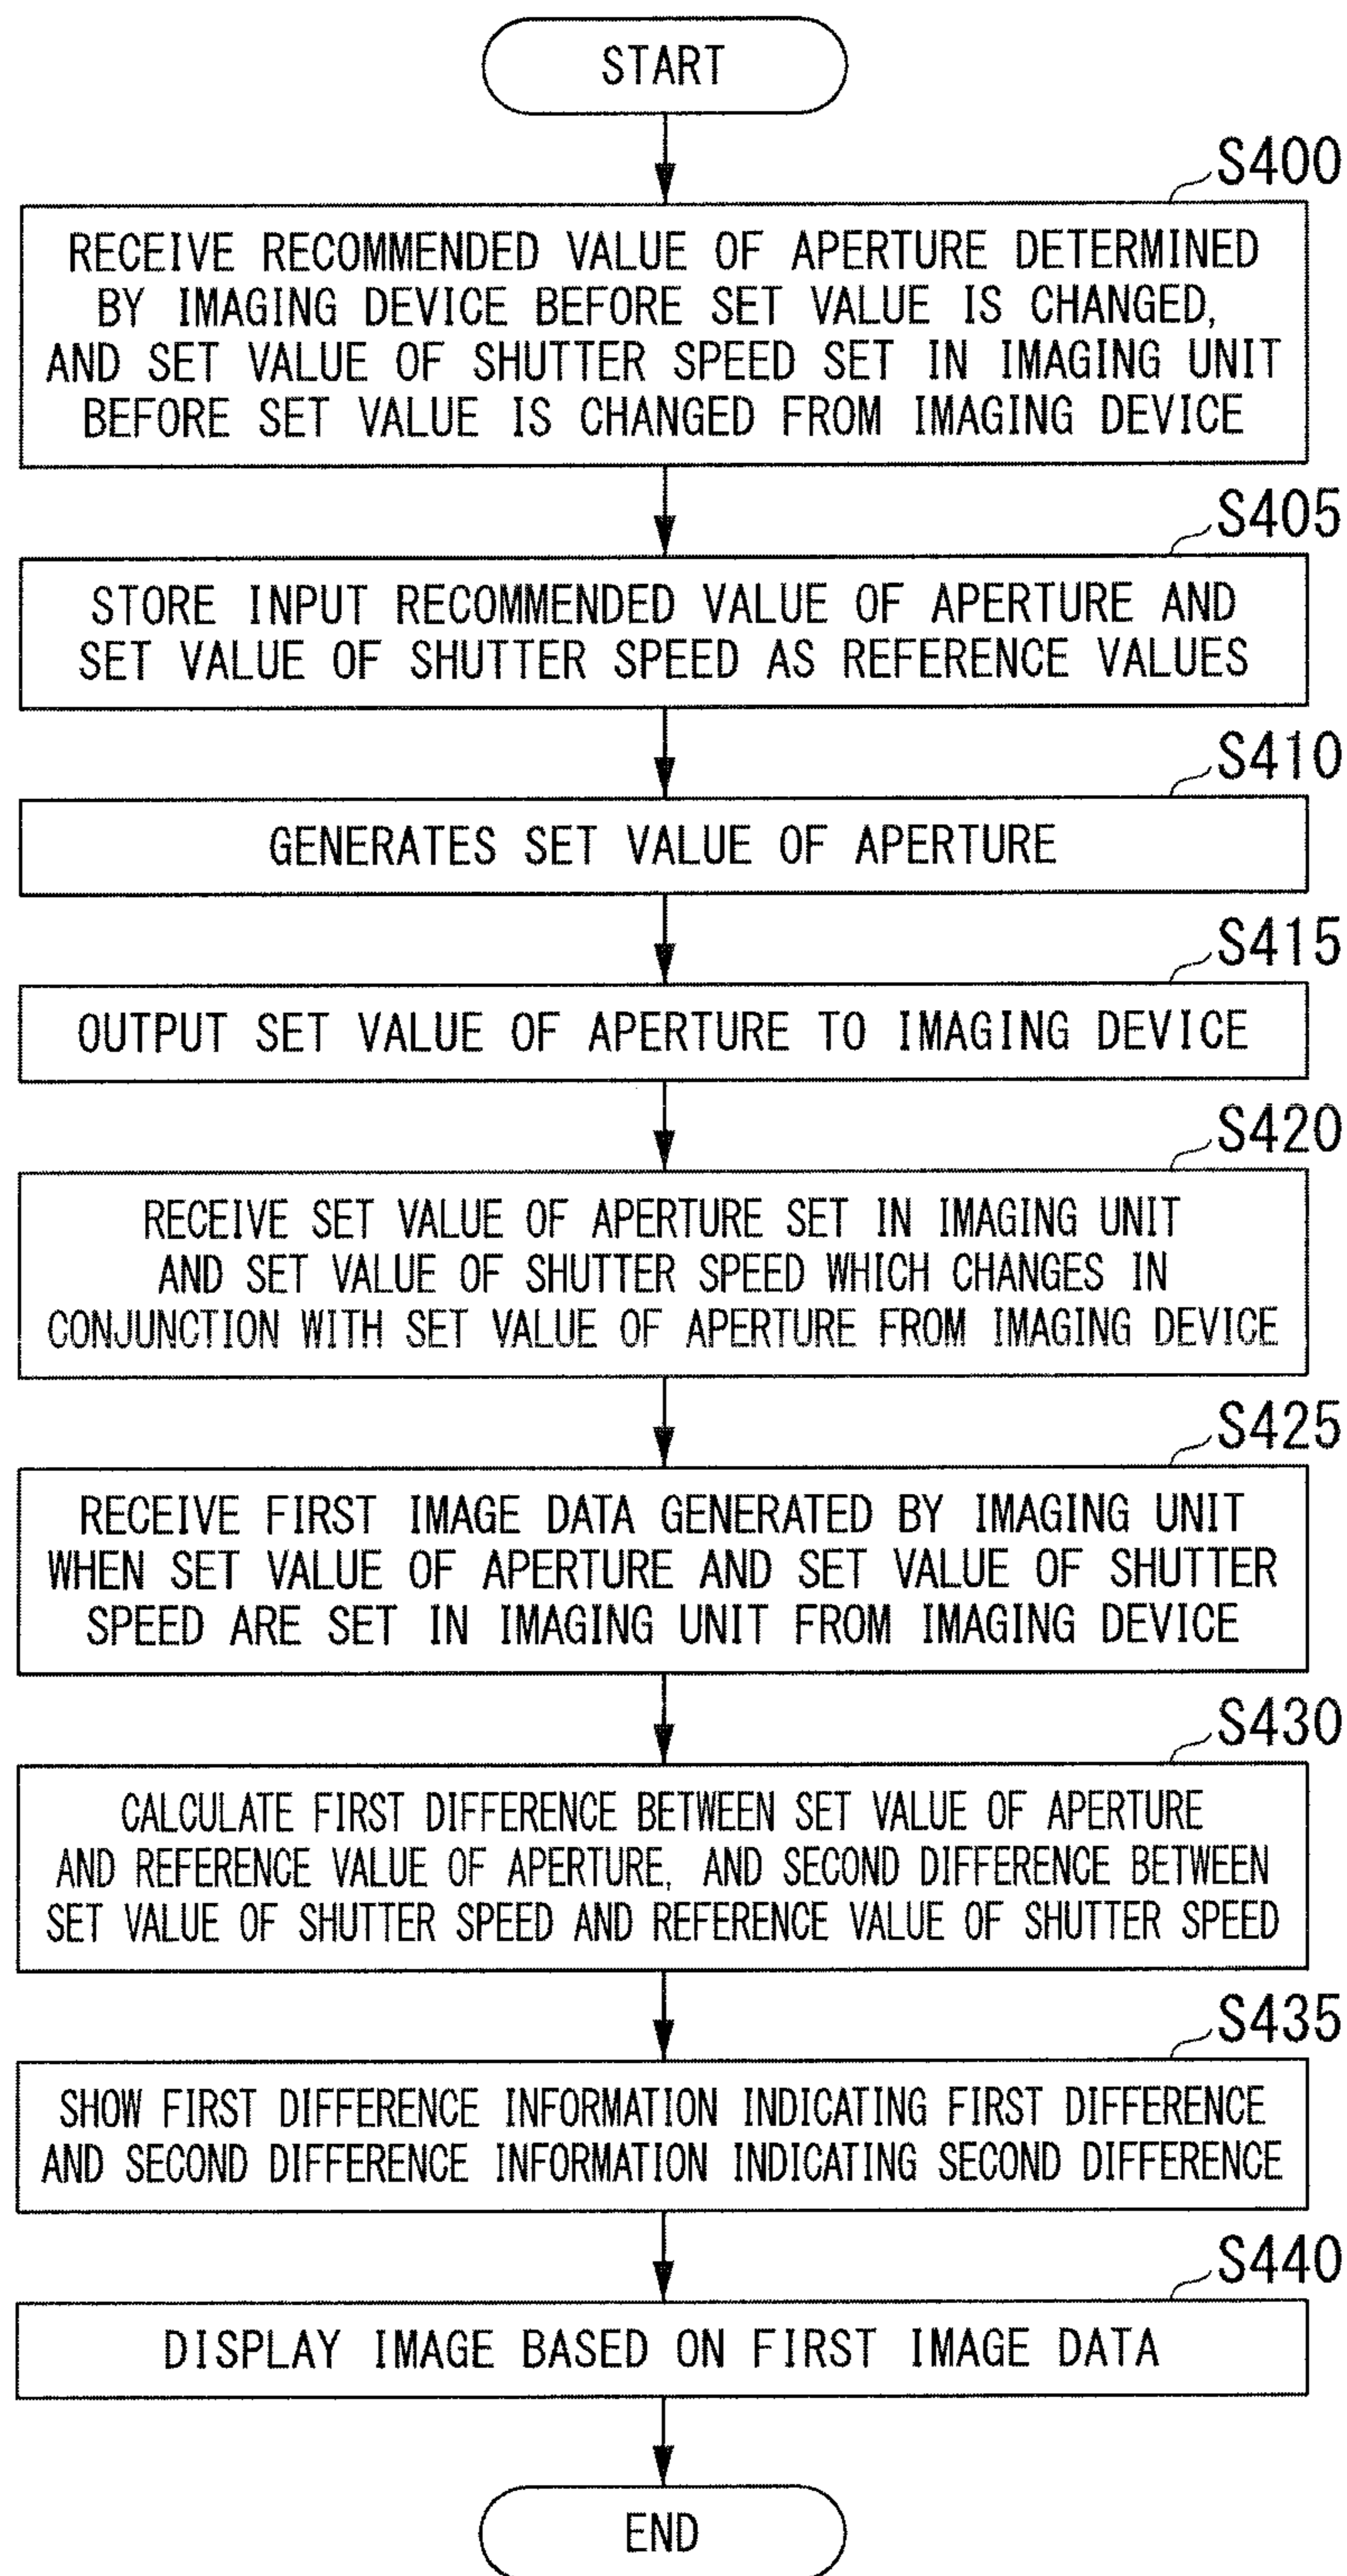 START
S400
RECEIVE RECOMMENDED VALUE OF APERTURE DETERMINED
BY IMAGING DEVICE BEFORE SET VALUE IS CHANGED,
AND SET VALUE OF SHUTTER SPEED SET IN IMAGING UNIT
BEFORE SET VALUE IS CHANGED FROM IMAGING DEVICE
S405
STORE INPUT RECOMMENDED VALUE OF APERTURE AND
SET VALUE OF SHUTTER SPEED AS REFERENCE VALUES
S410
GENERATES SET VALUE OF APERTURE
S415
OUTPUT SET VALUE OF APERTURE TO IMAGING DEVICE
S420
RECEIVE SET VALUE OF APERTURE SET IN IMAGING UNIT
AND SET VALUE OF SHUTTER SPEED WHICH CHANGES IN
CONJUNCTION WITH SET VALUE OF APERTURE FROM IMAGING DEVICE
S425
RECEIVE FIRST IMAGE DATA GENERATED BY IMAGING UNIT
WHEN SET VALUE OF APERTURE AND SET VALUE OF SHUTTER
SPEED ARE SET IN IMAGING UNIT FROM IMAGING DEVICE
S430
CALCULATE FIRST DIFFERENCE BETWEEN SET VALUE OF APERTURE
AND REFERENCE VALUE OF APERTURE, AND SECOND DIFFERENCE BETWEEN
SET VALUE OF SHUTTER SPEED AND REFERENCE VALUE OF SHUTTER SPEED
S435
SHOW FIRST DIFFERENCE INFORMATION INDICATING FIRST DIFFERENCE
AND SECOND DIFFERENCE INFORMATION INDICATING SECOND DIFFERENCE
S440
DISPLAY IMAGE BASED ON FIRST IMAGE DATA
END